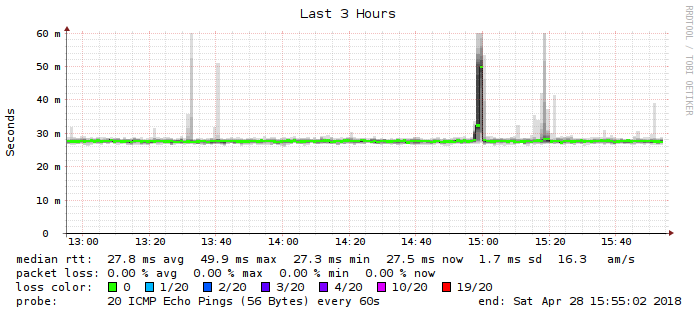 Last 3 Hours
RRDTOOL / TOBI OETIKER
Seconds
60 m
50 m
40 m
30 m
20 m
10 m
0
13:00 13:20 13:40 14:00 14:20 14:40 15:00 15:20 15:40
median rtt: 27.8 ms avg 49.9 ms max 27.3 ms min 27.5 ms now 1.7 ms sd 16.3 am/s
packet loss: 0.00 % avg 0.00 % max 0.00 % min 0.00 % now
loss color: 0 1/20 2/20 3/20 4/20 10/20 19/20
probe: 20 ICMP Echo Pings (56 Bytes) every 60s end: Sat Apr 28 15:55:02 2018